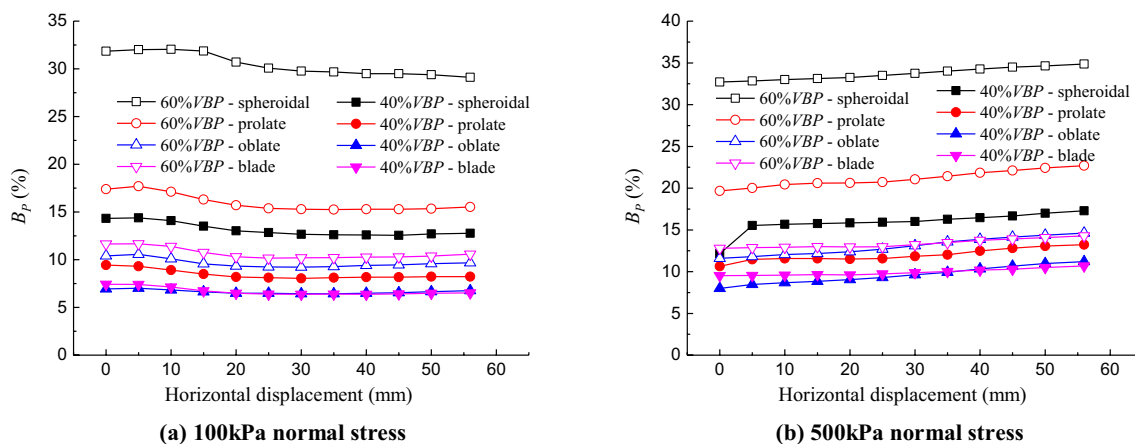 35
30
25
20
15
10
5
0
B_P (%)
60%VBP - spheroidal
60%VBP - prolate
60%VBP - oblate
60%VBP - blade
40%VBP - spheroidal
40%VBP - prolate
40%VBP - oblate
40%VBP - blade
0 10 20 30 40 50 60
Horizontal displacement (mm)
(a) 100kPa normal stress
40
35
30
25
20
15
10
5
0
B_P (%)
60%VBP - spheroidal
60%VBP - prolate
60%VBP - oblate
60%VBP - blade
40%VBP - spheroidal
40%VBP - prolate
40%VBP - oblate
40%VBP - blade
0 10 20 30 40 50 60
Horizontal displacement (mm)
(b) 500kPa normal stress